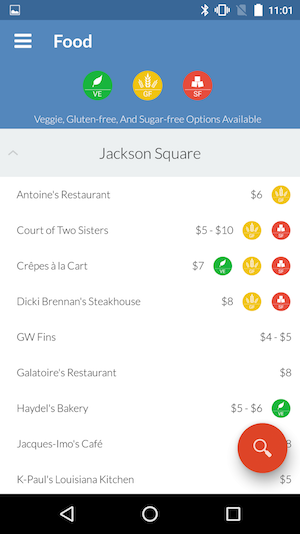 11:01
Food
VE
GF
SF
Veggie, Gluten-free, And Sugar-free Options Available
Jackson Square
Antoine's Restaurant $6 GF
Court of Two Sisters $5 - $10 GF SF
Crêpes à la Cart $7 VE GF SF
Dicki Brennan's Steakhouse $8 GF SF
GW Fins $4 - $5
Galatoire's Restaurant $8
Haydel's Bakery $5 - $6 VE
Jacques-Imo's Café 8
K-Paul's Louisiana Kitchen $5